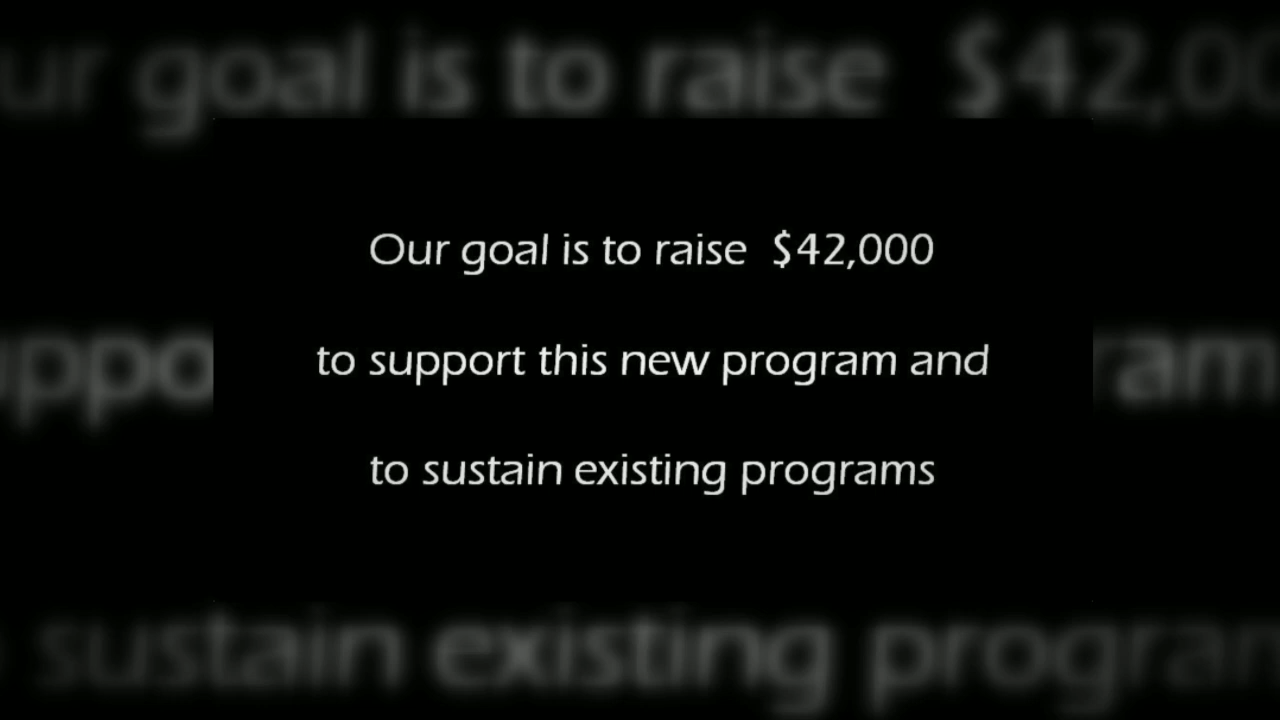 Our goal is to raise  $42,000
to support this new program and
to sustain existing programs